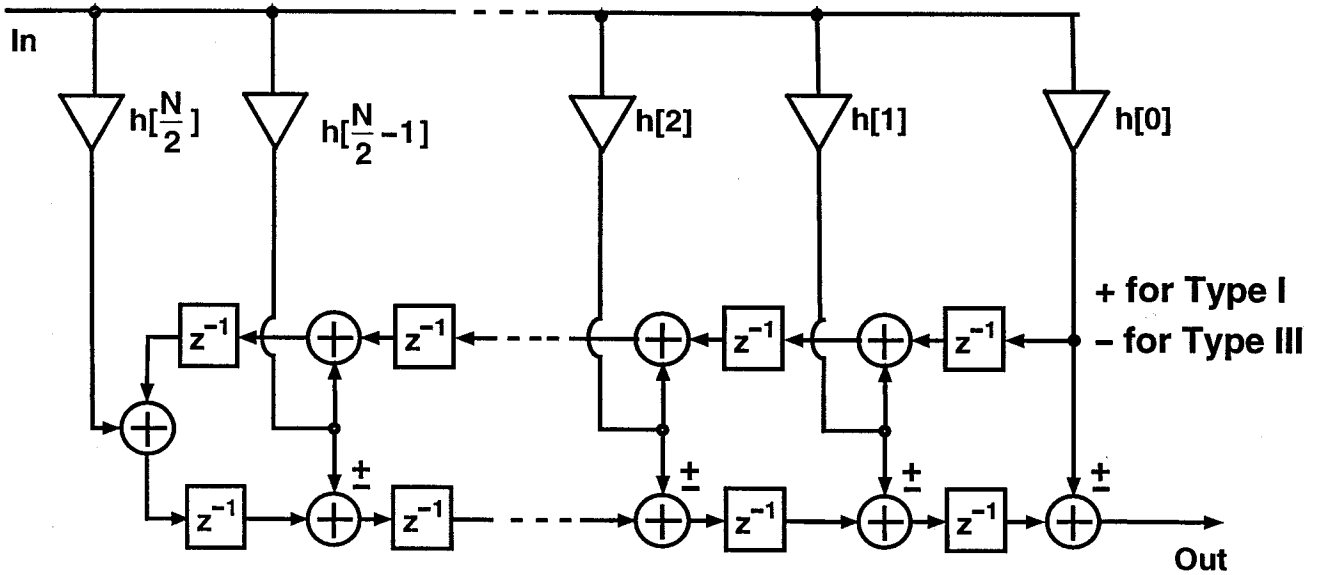 In
h[N/2]
h[N/2 −1]
h[2]
h[1]
h[0]
+ for Type I
− for Type III
z⁻¹
z⁻¹
z⁻¹
z⁻¹
±
±
±
±
z⁻¹
z⁻¹
z⁻¹
z⁻¹
Out